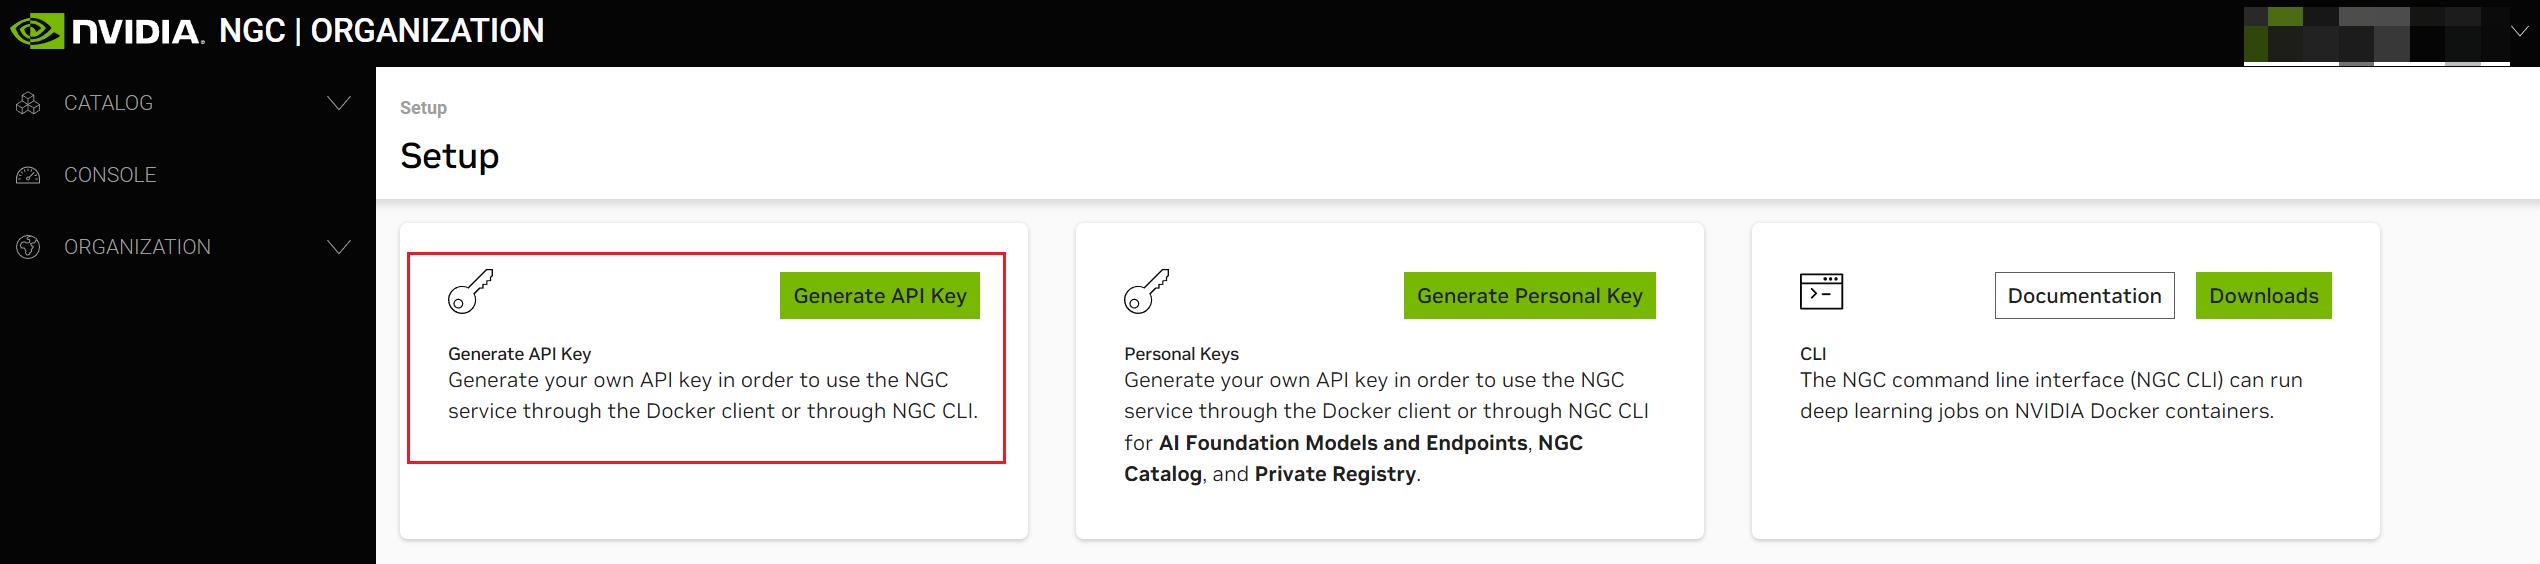 NVIDIA. NGC | ORGANIZATION
CATALOG
CONSOLE
ORGANIZATION
Setup
Setup
Generate API Key
Generate API Key
Generate your own API key in order to use the NGC
service through the Docker client or through NGC CLI.
Generate Personal Key
Personal Keys
Generate your own API key in order to use the NGC
service through the Docker client or through NGC CLI
for AI Foundation Models and Endpoints, NGC
Catalog, and Private Registry.
Documentation Downloads
CLI
The NGC command line interface (NGC CLI) can run
deep learning jobs on NVIDIA Docker containers.